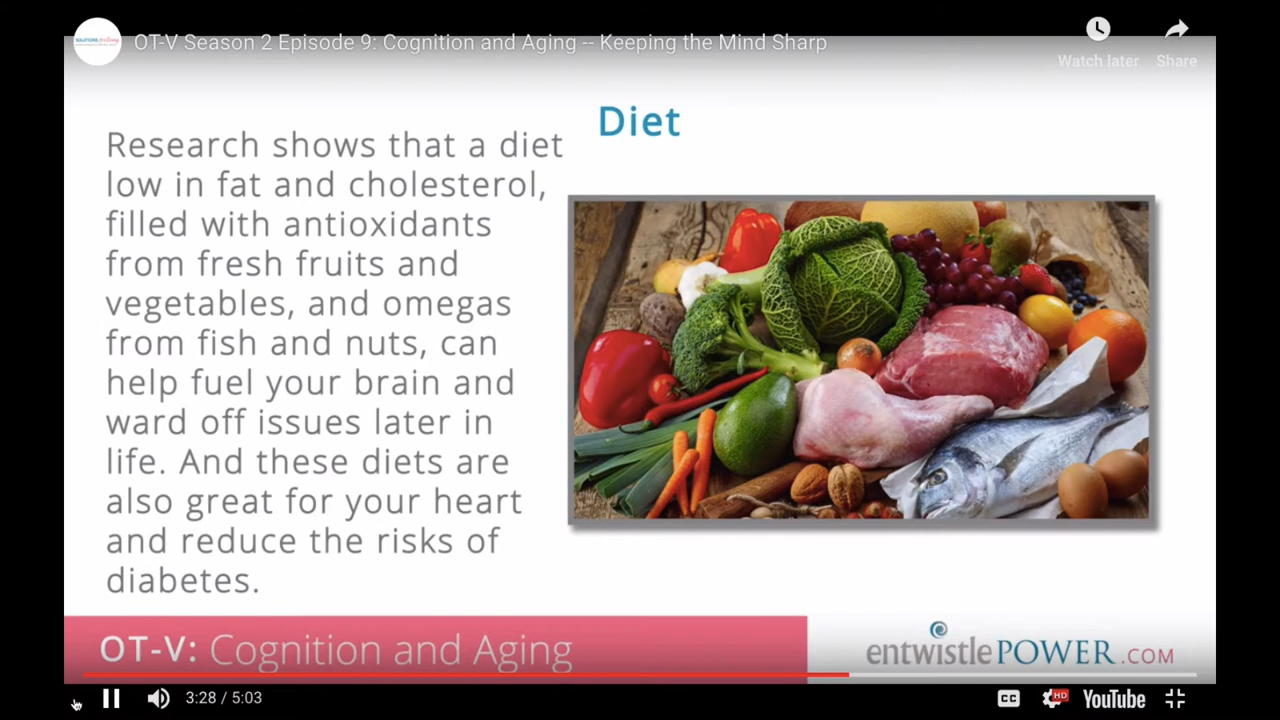 OT-V Season 2 Episode 9: Cognition and Aging -- Keeping the Mind Sharp
Watch later
Share
Diet
Research shows that a diet
low in fat and cholesterol,
filled with antioxidants
from fresh fruits and
vegetables, and omegas
from fish and nuts, can
help fuel your brain and
ward off issues later in
life. And these diets are
also great for your heart
and reduce the risks of
diabetes.
OT-V: Cognition and Aging
entwistlePOWER.COM
3:28 / 5:03
CC
HD
YouTube